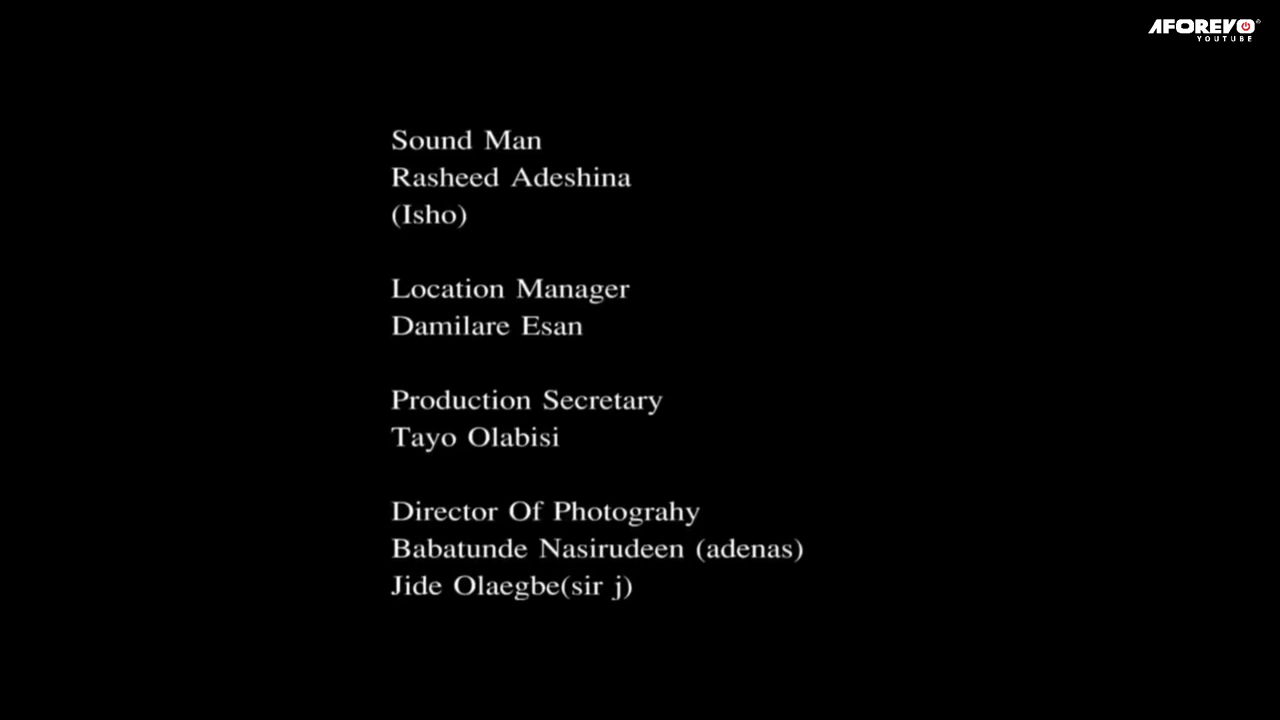 AFOREVO
YOUTUBE
Sound Man
Rasheed Adeshina
(Isho)
Location Manager
Damilare Esan
Production Secretary
Tayo Olabisi
Director Of Photograhy
Babatunde Nasirudeen (adenas)
Jide Olaegbe(sir j)